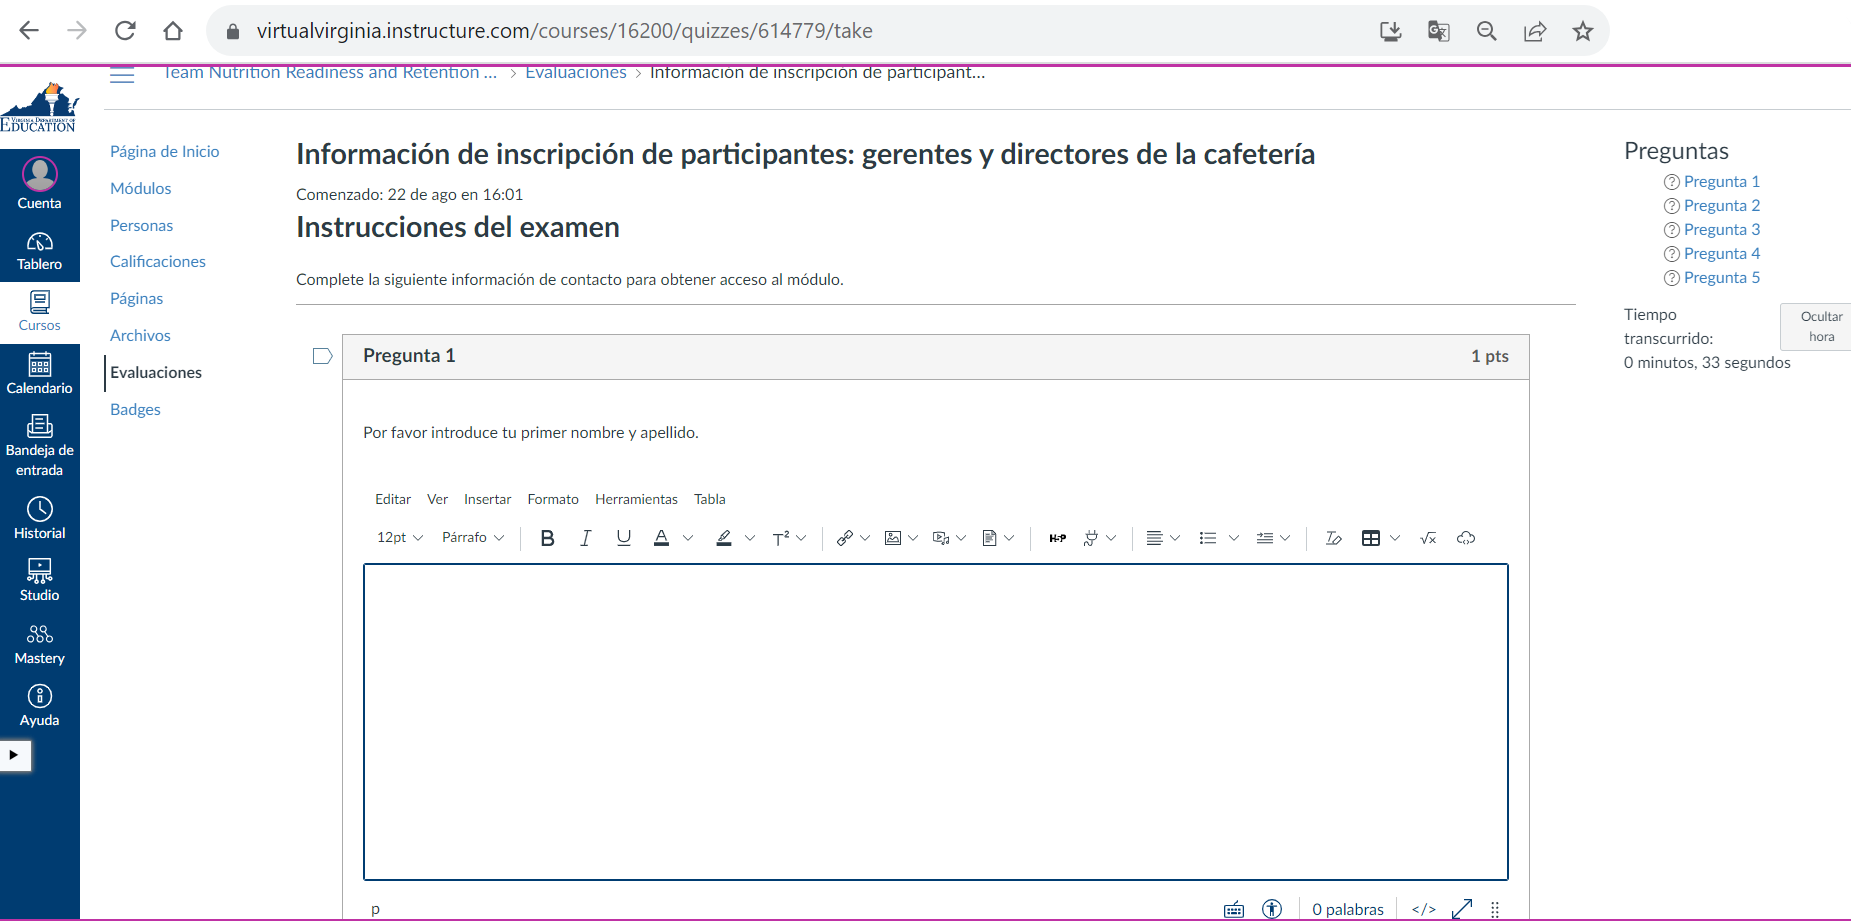 virtualvirginia.instructure.com/courses/16200/quizzes/614779/take
Team Nutrition Readiness and Retention ... > Evaluaciones > Información de inscripción de participant...
VIRGINIA DEPARTMENT OF
EDUCATION
Cuenta
Tablero
Cursos
Calendario
Bandeja de
entrada
Historial
Studio
Mastery
Ayuda
Página de Inicio
Módulos
Personas
Calificaciones
Páginas
Archivos
Evaluaciones
Badges
Información de inscripción de participantes: gerentes y directores de la cafetería
Comenzado: 22 de ago en 16:01
Instrucciones del examen
Complete la siguiente información de contacto para obtener acceso al módulo.
Pregunta 1 1 pts
Por favor introduce tu primer nombre y apellido.
Editar Ver Insertar Formato Herramientas Tabla
12pt Párrafo B I U A T² H-P √x
p 0 palabras </>
Preguntas
Pregunta 1
Pregunta 2
Pregunta 3
Pregunta 4
Pregunta 5
Tiempo
transcurrido:
0 minutos, 33 segundos
Ocultar
hora